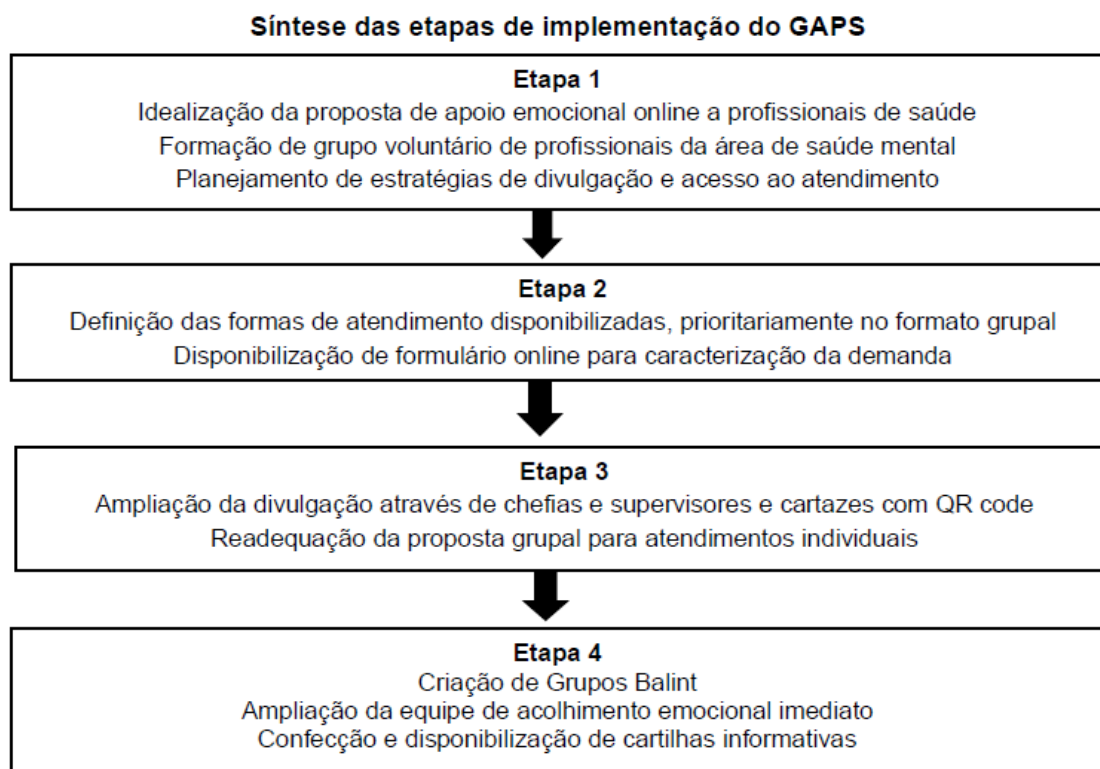 Síntese das etapas de implementação do GAPS
Etapa 1
Idealização da proposta de apoio emocional online a profissionais de saúde
Formação de grupo voluntário de profissionais da área de saúde mental
Planejamento de estratégias de divulgação e acesso ao atendimento
Etapa 2
Definição das formas de atendimento disponibilizadas, prioritariamente no formato grupal
Disponibilização de formulário online para caracterização da demanda
Etapa 3
Ampliação da divulgação através de chefias e supervisores e cartazes com QR code
Readequação da proposta grupal para atendimentos individuais
Etapa 4
Criação de Grupos Balint
Ampliação da equipe de acolhimento emocional imediato
Confecção e disponibilização de cartilhas informativas